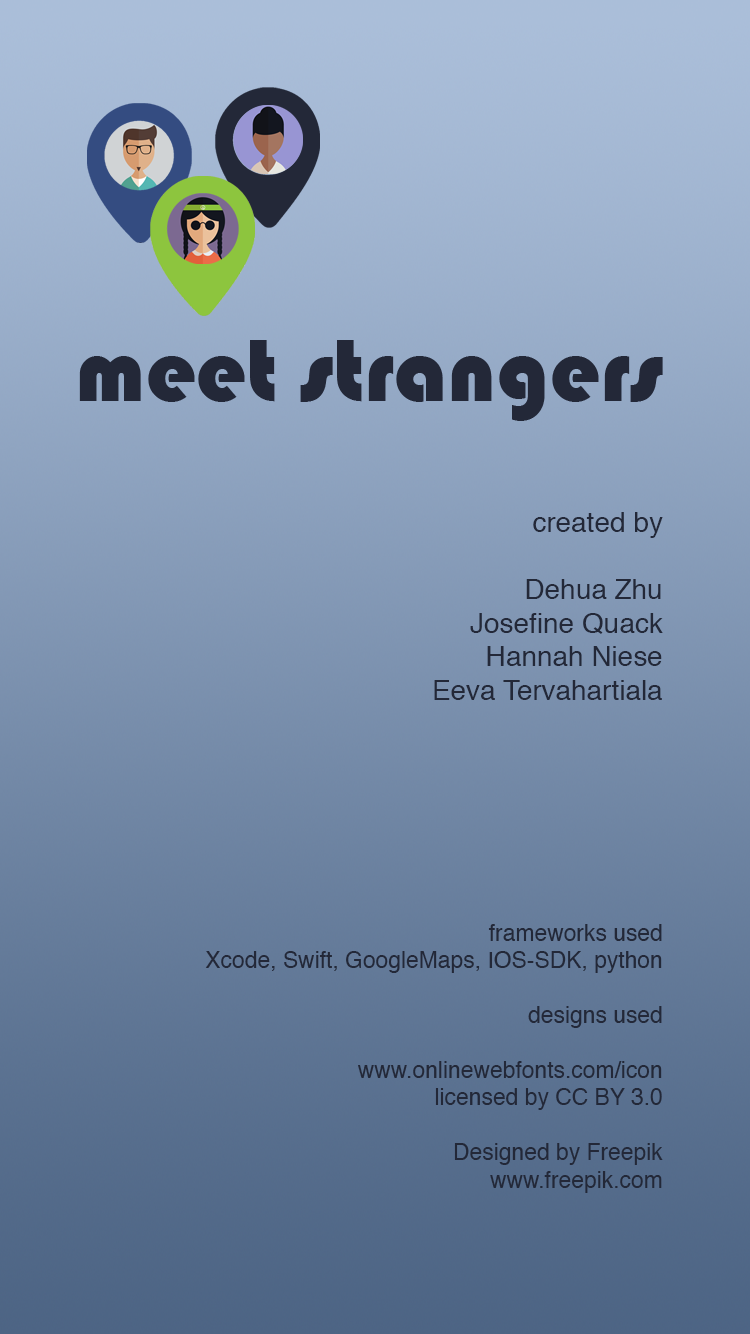 meet strangers
created by
Dehua Zhu
Josefine Quack
Hannah Niese
Eeva Tervahartiala
frameworks used
Xcode, Swift, GoogleMaps, IOS-SDK, python
designs used
www.onlinewebfonts.com/icon
licensed by CC BY 3.0
Designed by Freepik
www.freepik.com